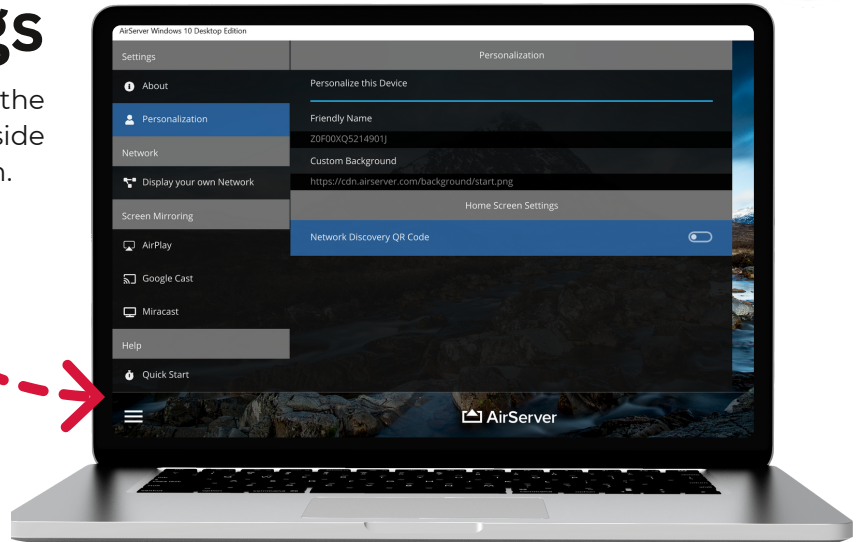 gs
the
side
n.
AirServer Windows 10 Desktop Edition
Settings
Personalization
About
Personalize this Device
Personalization
Friendly Name
Z0F00XQ5214901J
Network
Custom Background
Display your own Network
https://cdn.airserver.com/background/start.png
Screen Mirroring
Home Screen Settings
AirPlay
Network Discovery QR Code
Google Cast
Miracast
Help
Quick Start
AirServer